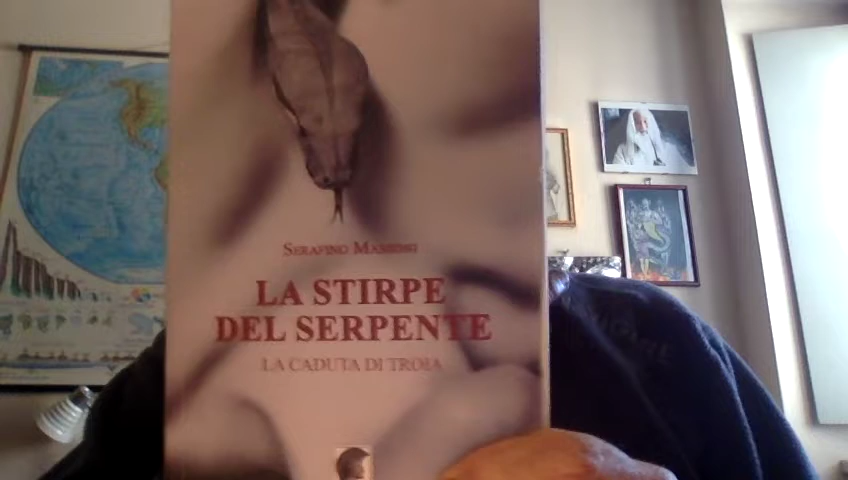 SERAFINO MASSONI
LA STIRPE
DEL SERPENTE
LA CADUTA DI TROIA